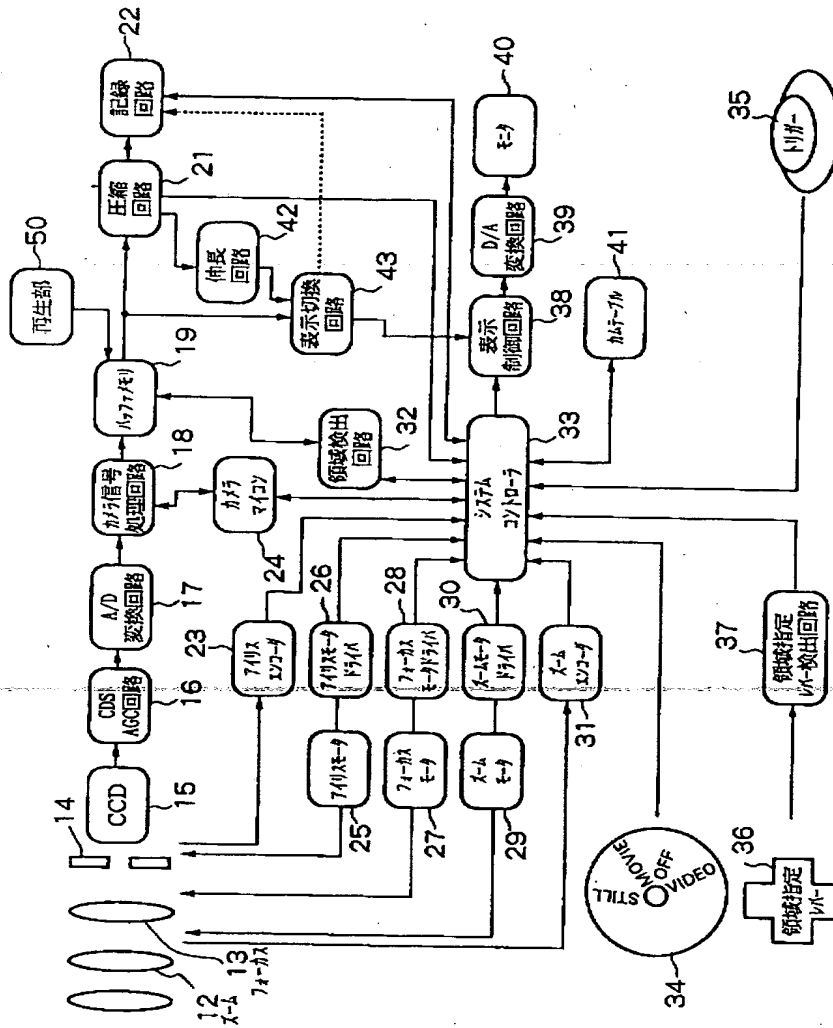 22
記録
回路
21
圧縮
回路
50
再生部
42
伸長
回路
43
表示切換
回路
40
モニタ
39
D/A
変換回路
38
表示
制御回路
41
カムテーブル
35
トリガー
19
バッファメモリ
32
領域検出
回路
33
システム
コントローラ
18
カメラ信号
処理回路
24
カメラ
マイコン
17
A/D
変換回路
16
CDS
AGC回路
15
CCD
14
23
アイリス
エンコーダ
26
アイリスモータ
ドライバ
28
フォーカス
モータドライバ
30
ズームモータ
ドライバ
31
ズーム
エンコーダ
25
アイリスモータ
27
フォーカス
モータ
29
ズーム
モータ
37
領域指定
レバー検出回路
36
領域指定
レバー
34
STILL
MOVIE
OFF
VIDEO
13
フォーカス
12
ズーム